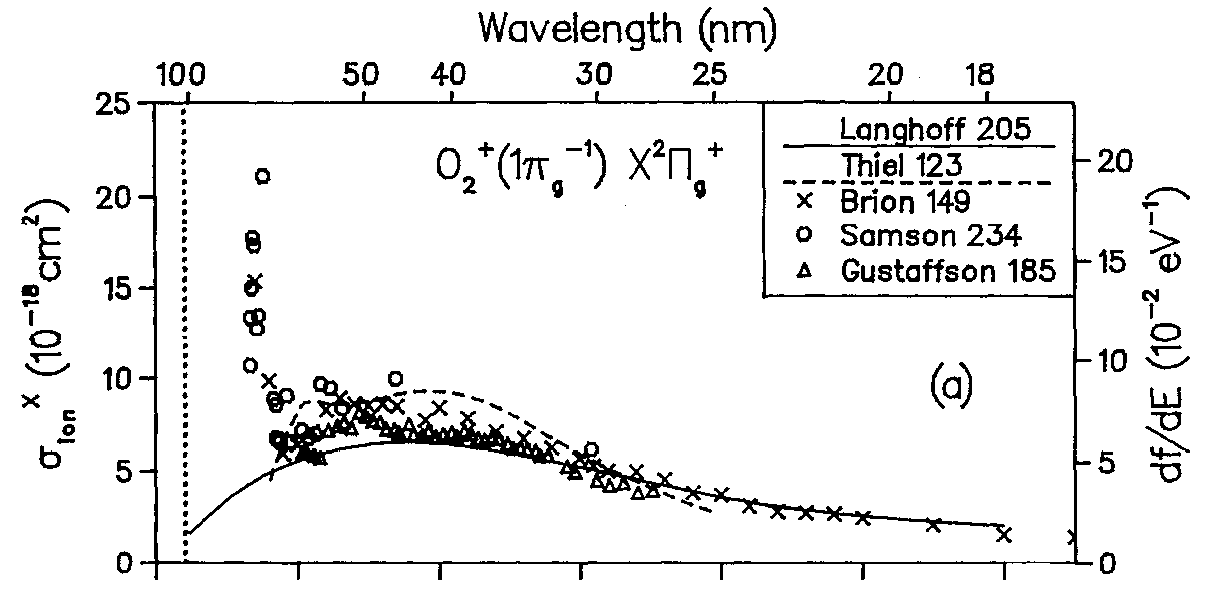 Wavelength (nm)
100 50 40 30 25 20 18
25
20
15
10
5
0
σ_ion^X (10^-18 cm^2)
O2^+(1π_g^-1) X^2Π_g^+
Langhoff 205
Thiel 123
× Brion 149
o Samson 234
△ Gustaffson 185
(a)
20
15
10
5
0
df/dE (10^-2 eV^-1)